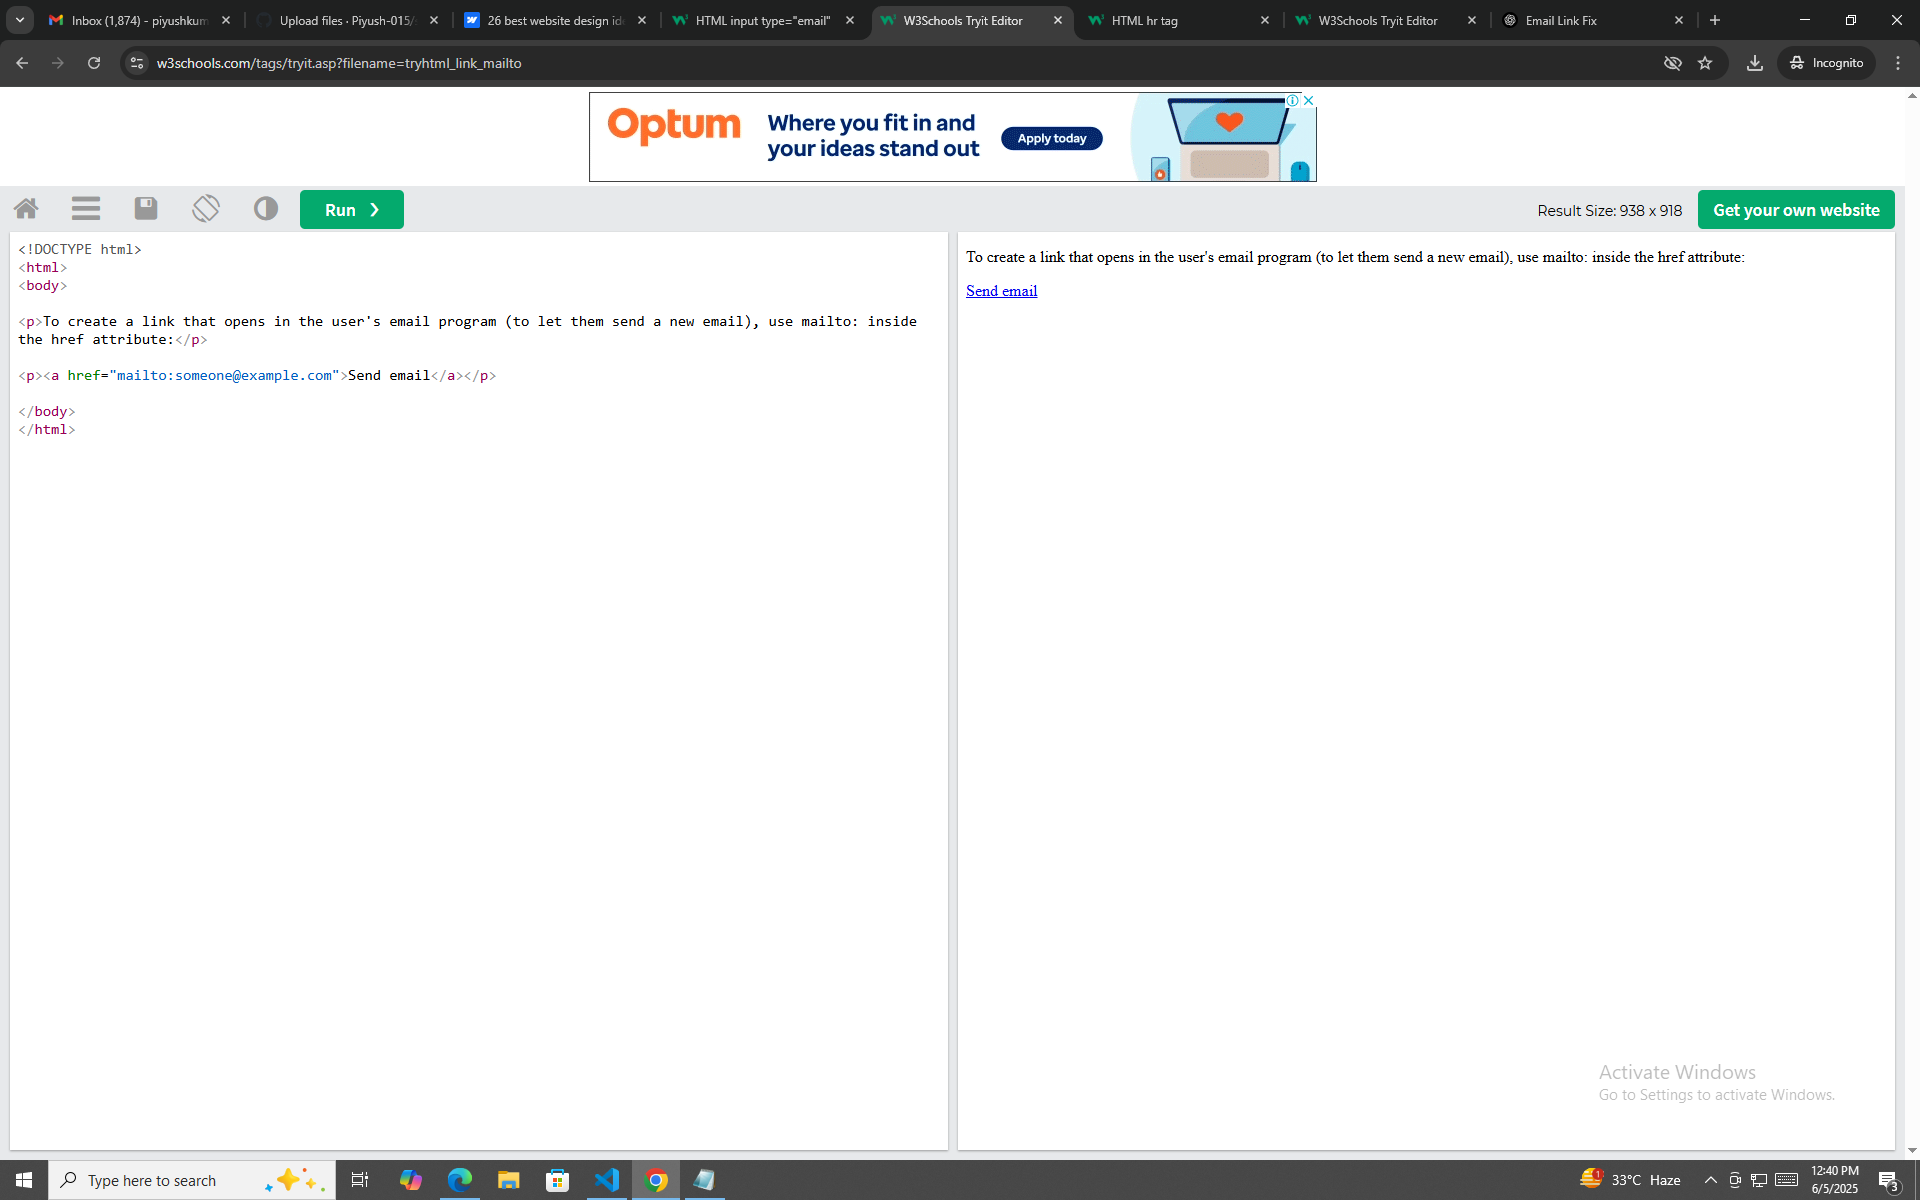 Inbox (1,874) - piyushkum
Upload files · Piyush-015/
26 best website design ide
HTML input type="email"
W3Schools Tryit Editor
HTML hr tag
W3Schools Tryit Editor
Email Link Fix
w3schools.com/tags/tryit.asp?filename=tryhtml_link_mailto
Incognito
Optum
Where you fit in and
your ideas stand out
Apply today
Run ❯
Result Size: 938 x 918
Get your own website
<!DOCTYPE html>
<html>
<body>
<p>To create a link that opens in the user's email program (to let them send a new email), use mailto: inside
the href attribute:</p>
<p><a href="mailto:someone@example.com">Send email</a></p>
</body>
</html>
To create a link that opens in the user's email program (to let them send a new email), use mailto: inside the href attribute:
Send email
Activate Windows
Go to Settings to activate Windows.
Type here to search
1
33°C Haze
12:40 PM
6/5/2025
3